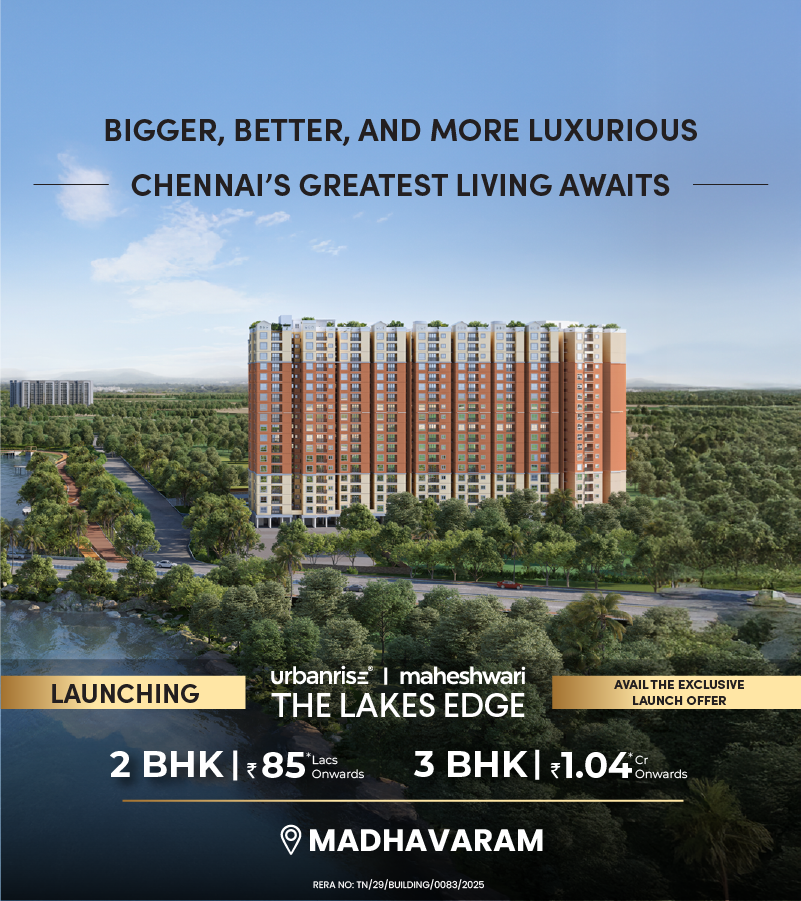 BIGGER, BETTER, AND MORE LUXURIOUS
CHENNAI'S GREATEST LIVING AWAITS
urbanrise® | maheshwari
THE LAKES EDGE
LAUNCHING
AVAIL THE EXCLUSIVE
LAUNCH OFFER
2 BHK | ₹85* Lacs Onwards
3 BHK | ₹1.04* Cr Onwards
MADHAVARAM
RERA NO: TN/29/BUILDING/0083/2025